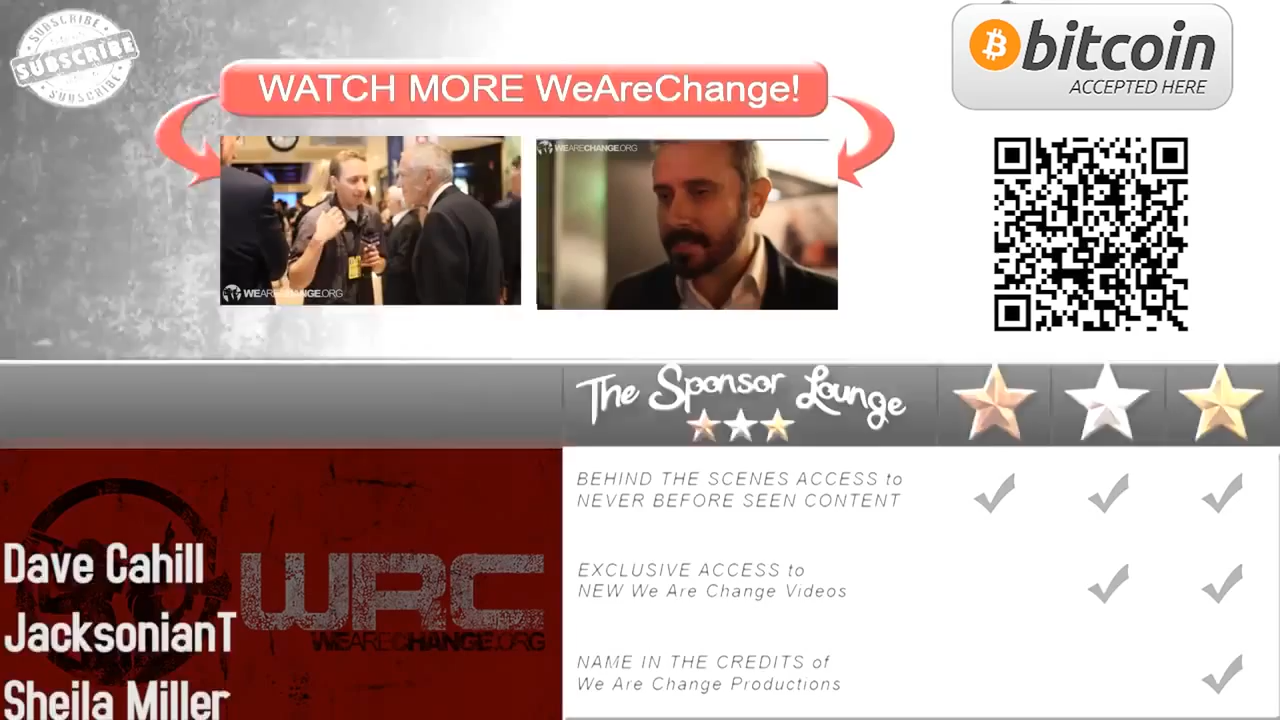 SUBSCRIBE
SUBSCRIBE
SUBSCRIBE
WATCH MORE WeAreChange!
bitcoin
ACCEPTED HERE
WEARECHANGE.ORG
WEARECHANGE.ORG
The Sponsor Lounge
BEHIND THE SCENES ACCESS to
NEVER BEFORE SEEN CONTENT
EXCLUSIVE ACCESS to
NEW We Are Change Videos
NAME IN THE CREDITS of
We Are Change Productions
WRC
WEARECHANGE.ORG
Dave Cahill
JacksonianT
Sheila Miller